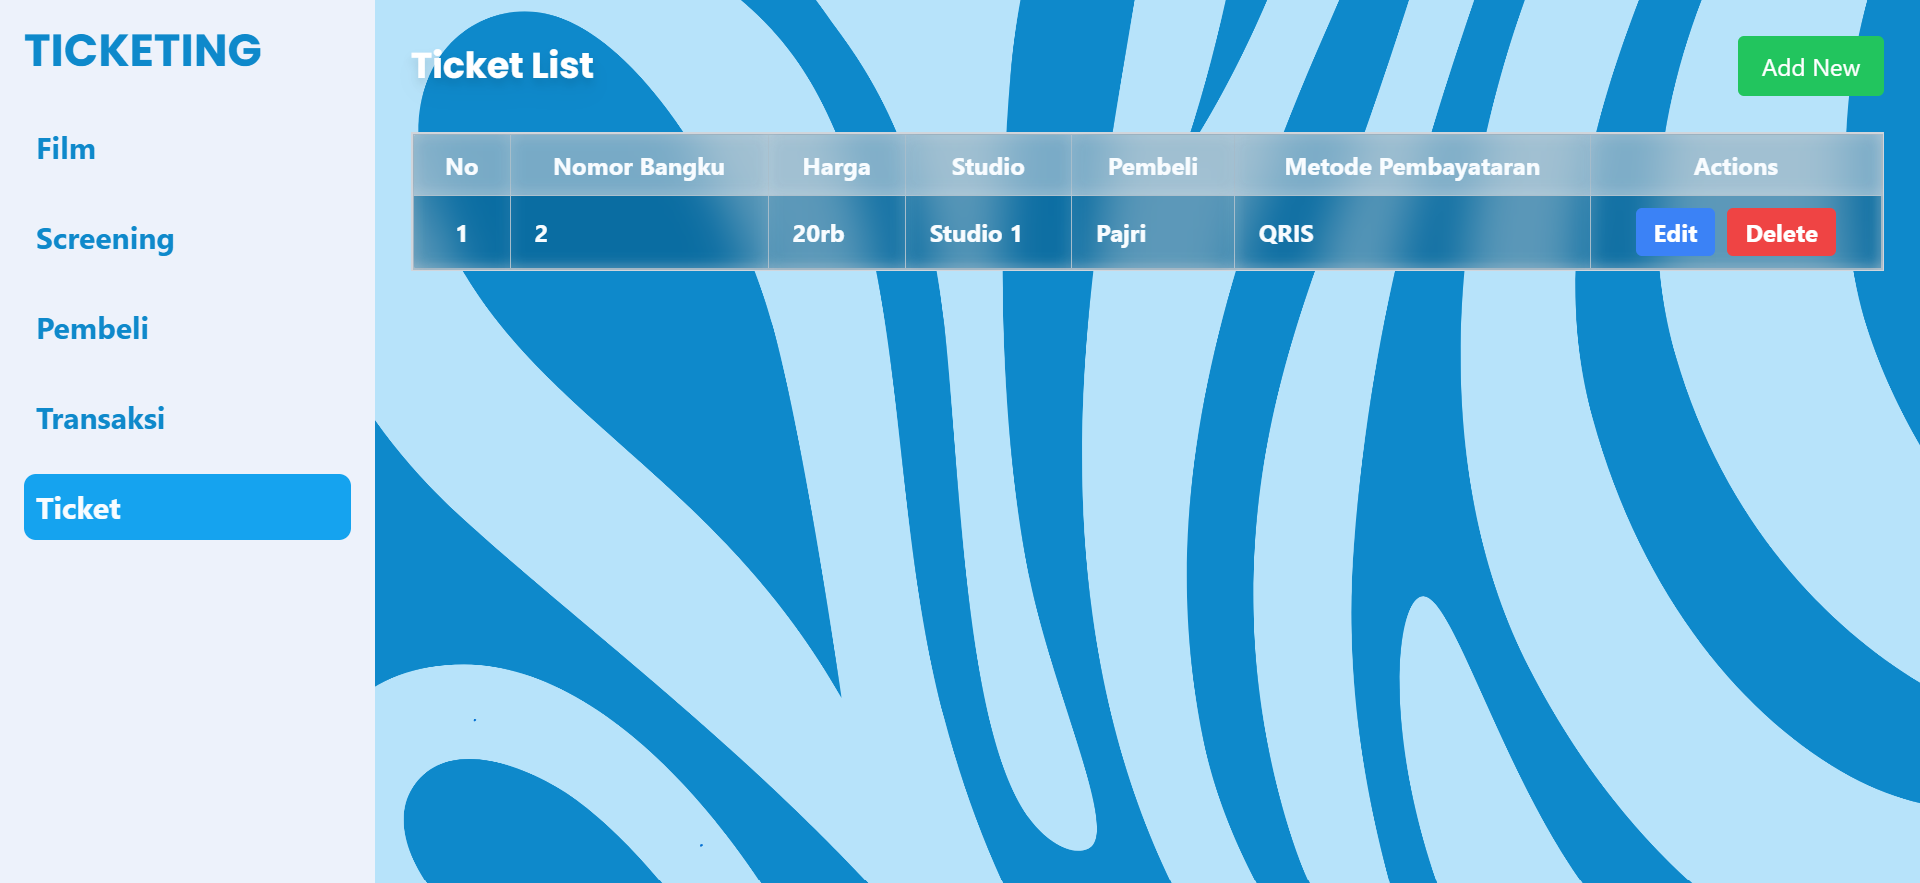 TICKETING
Film
Screening
Pembeli
Transaksi
Ticket
Ticket List
Add New
No Nomor Bangku Harga Studio Pembeli Metode Pembayataran Actions
1 2 20rb Studio 1 Pajri QRIS Edit Delete